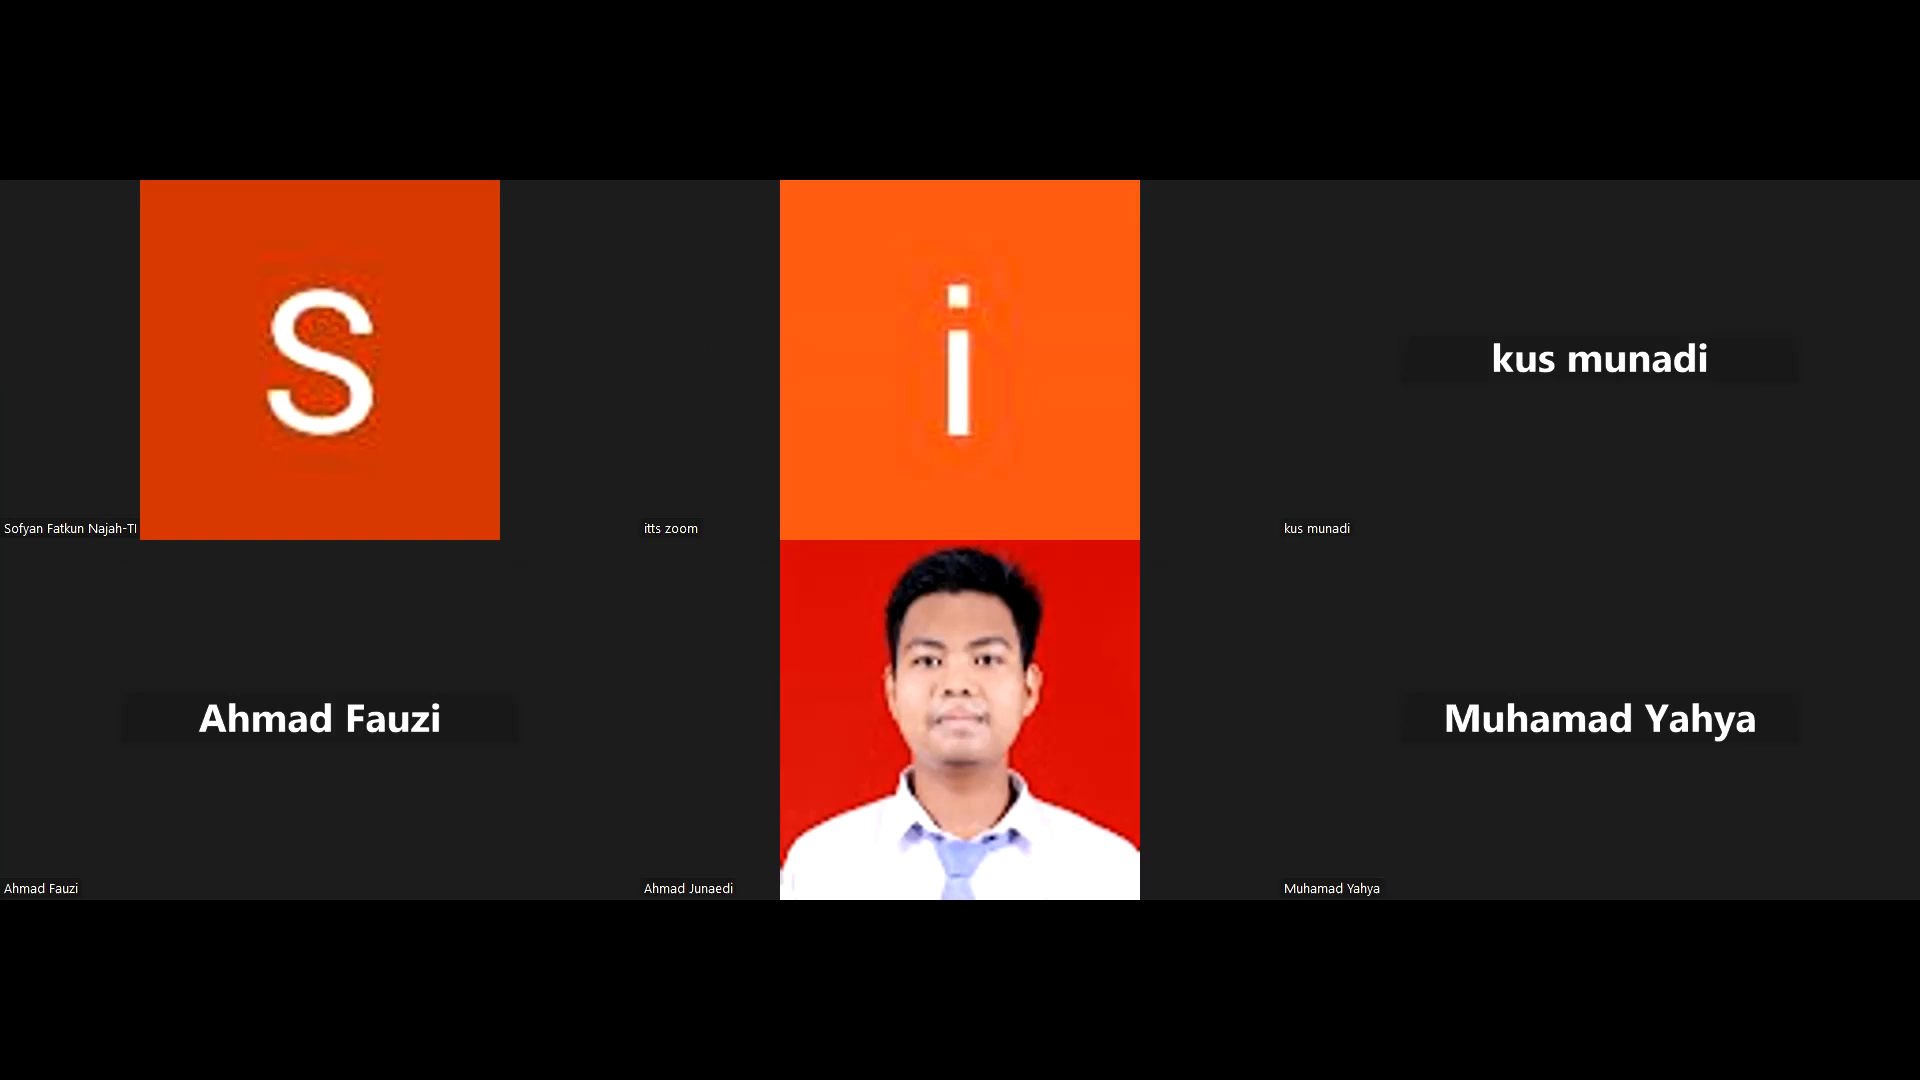 S
i
kus munadi
Sofyan Fatkun Najah-TI
itts zoom
kus munadi
Ahmad Fauzi
Muhamad Yahya
Ahmad Fauzi
Ahmad Junaedi
Muhamad Yahya